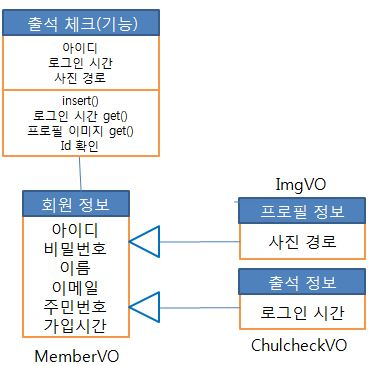 출석 체크(기능)
아이디
로그인 시간
사진 경로
insert()
로그인 시간 get()
프로필 이미지 get()
Id 확인
회원 정보
아이디
비밀번호
이름
이메일
주민번호
가입시간
MemberVO
ImgVO
프로필 정보
사진 경로
출석 정보
로그인 시간
ChulcheckVO